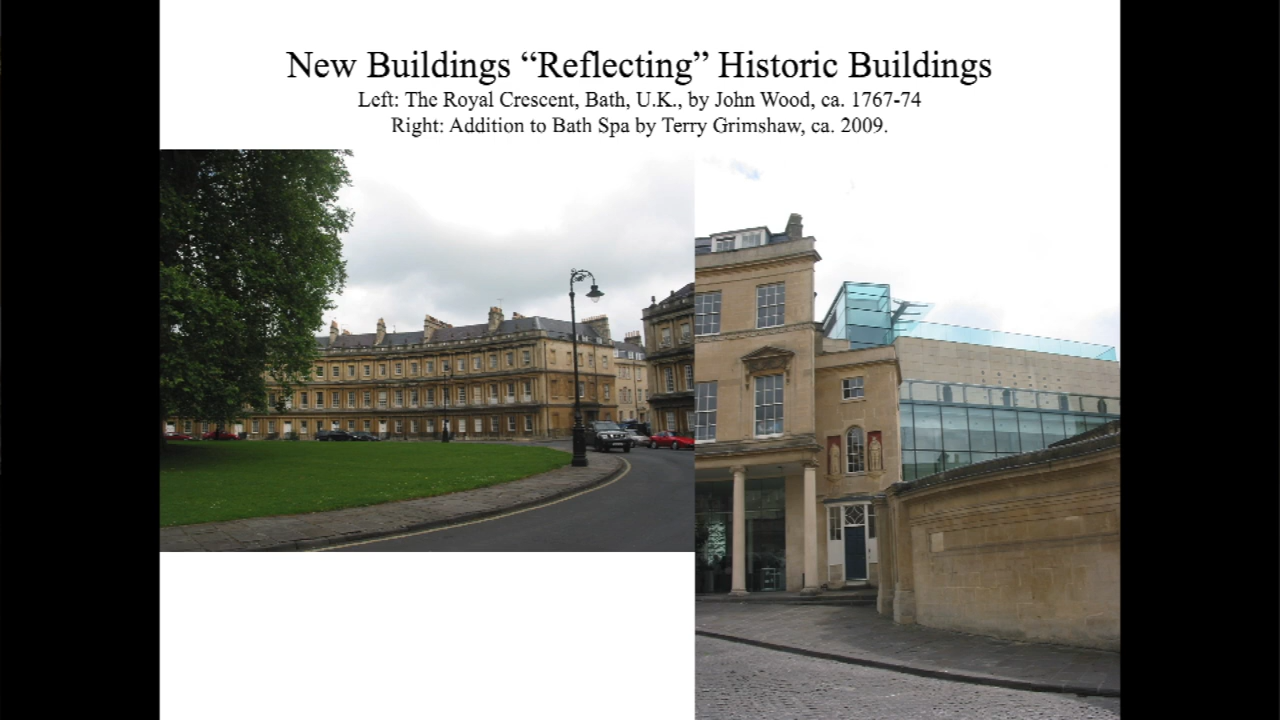 New Buildings “Reflecting” Historic Buildings
Left: The Royal Crescent, Bath, U.K., by John Wood, ca. 1767-74
Right: Addition to Bath Spa by Terry Grimshaw, ca. 2009.